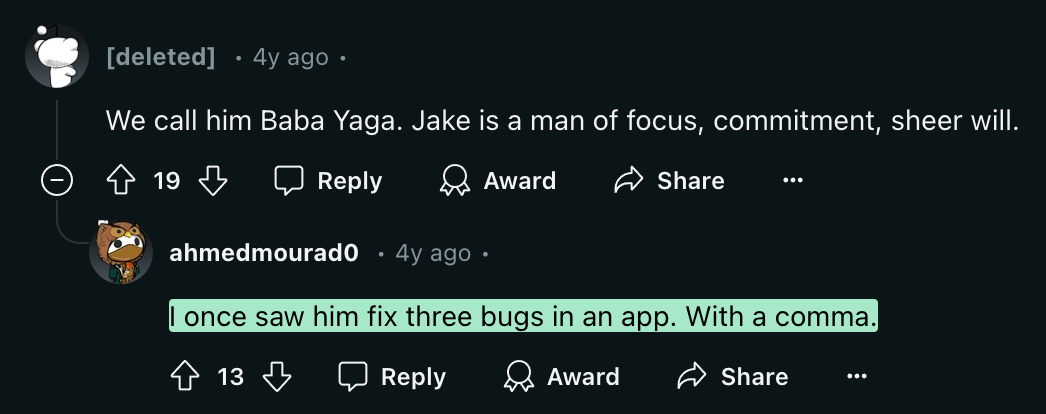 [deleted] • 4y ago •
We call him Baba Yaga. Jake is a man of focus, commitment, sheer will.
19 Reply Award Share ...
ahmedmourad0 • 4y ago •
I once saw him fix three bugs in an app. With a comma.
13 Reply Award Share ...